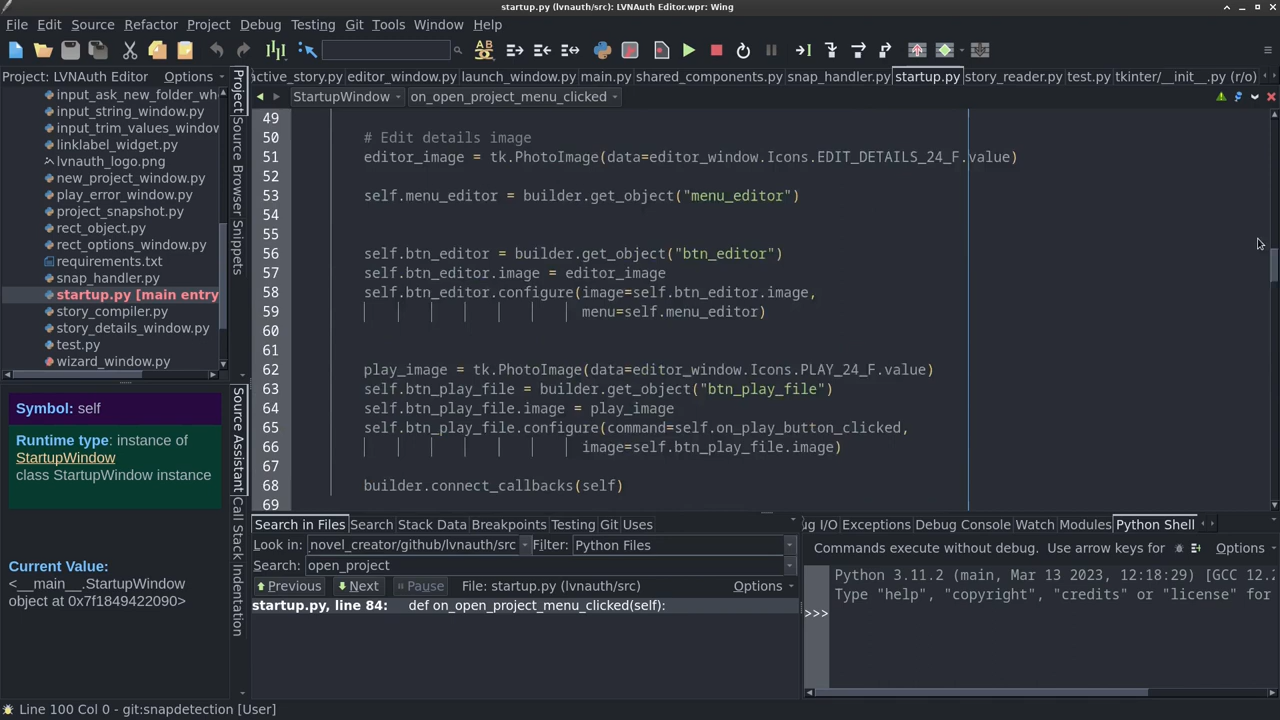 startup.py (lvnauth/src): LVNAuth Editor.wpr: Wing
File Edit Source Refactor Project Debug Testing Git Tools Window Help
Project: LVNAuth Editor Options
active_story.py editor_window.py launch_window.py main.py shared_components.py snap_handler.py startup.py story_reader.py test.py tkinter/__init__.py (r/o)
StartupWindow on_open_project_menu_clicked
input_ask_new_folder_wh
input_string_window.py
input_trim_values_window
linklabel_widget.py
lvnauth_logo.png
new_project_window.py
play_error_window.py
project_snapshot.py
rect_object.py
rect_options_window.py
requirements.txt
snap_handler.py
startup.py [main entry
story_compiler.py
story_details_window.py
test.py
wizard_window.py
Project
Source Browser
Snippets
49
50 # Edit details image
51 editor_image = tk.PhotoImage(data=editor_window.Icons.EDIT_DETAILS_24_F.value)
52
53 self.menu_editor = builder.get_object("menu_editor")
54
55
56 self.btn_editor = builder.get_object("btn_editor")
57 self.btn_editor.image = editor_image
58 self.btn_editor.configure(image=self.btn_editor.image,
59 menu=self.menu_editor)
60
61
62 play_image = tk.PhotoImage(data=editor_window.Icons.PLAY_24_F.value)
63 self.btn_play_file = builder.get_object("btn_play_file")
64 self.btn_play_file.image = play_image
65 self.btn_play_file.configure(command=self.on_play_button_clicked,
66 image=self.btn_play_file.image)
67
68 builder.connect_callbacks(self)
69
Symbol: self
Runtime type: instance of
StartupWindow
class StartupWindow instance
Current Value:
<__main__.StartupWindow
object at 0x7f1849422090>
Source Assistant
Call Stack
Indentation
Search in Files Search Stack Data Breakpoints Testing Git Uses
Look in: novel_creator/github/lvnauth/src Filter: Python Files
Search: open_project
Previous Next Pause File: startup.py (lvnauth/src) Options
startup.py, line 84: def on_open_project_menu_clicked(self):
ug I/O Exceptions Debug Console Watch Modules Python Shell
Commands execute without debug. Use arrow keys for Options
Python 3.11.2 (main, Mar 13 2023, 12:18:29) [GCC 12.2
Type "help", "copyright", "credits" or "license" for
>>>
Line 100 Col 0 - git:snapdetection [User]